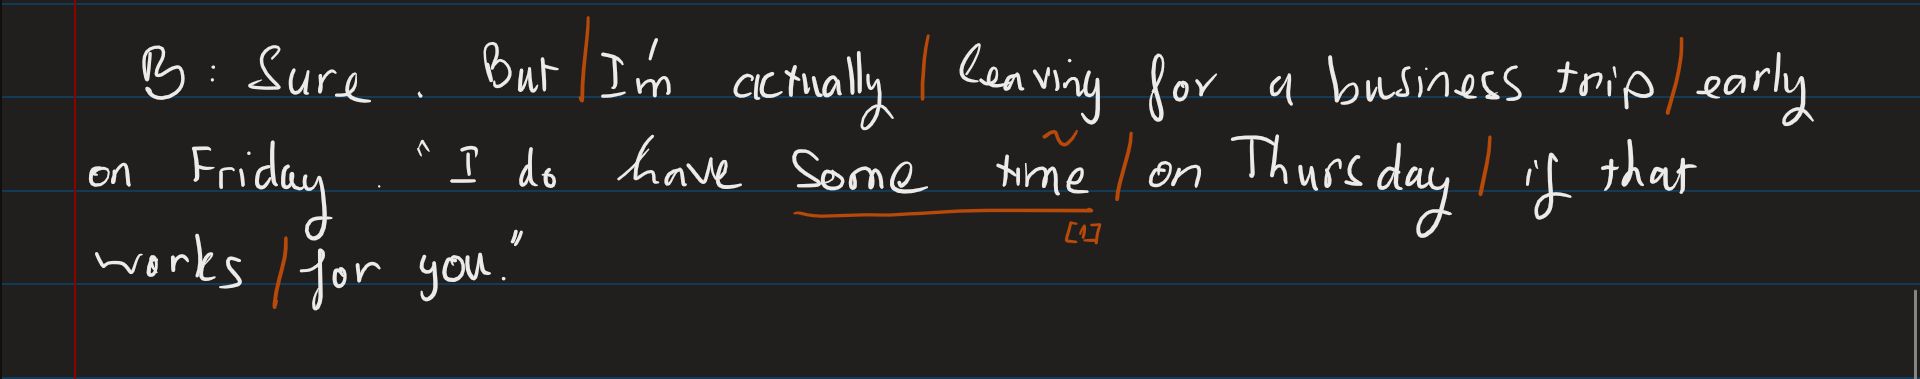 B: Sure. But / I'm actually / leaving for a business trip / early
on Friday. "I do have some time / on Thursday / if that
[1]
works / for you."